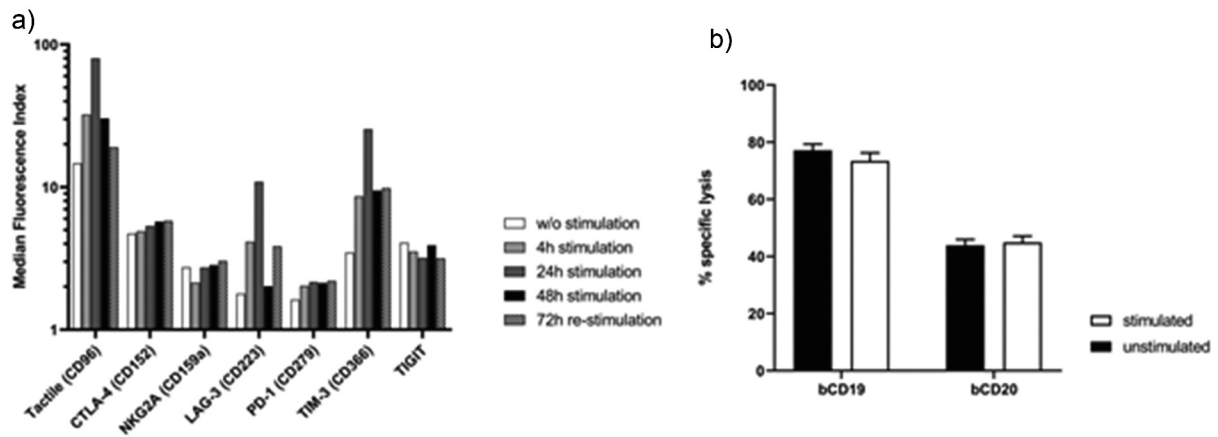 a)
100
10
1
Median Fluorescence Index
Tactile (CD96)
CTLA-4 (CD152)
NKG2A (CD159a)
LAG-3 (CD223)
PD-1 (CD279)
TIM-3 (CD366)
TIGIT
w/o stimulation
4h stimulation
24h stimulation
48h stimulation
72h re-stimulation
b)
100
80
60
40
20
0
% specific lysis
bCD19
bCD20
stimulated
unstimulated